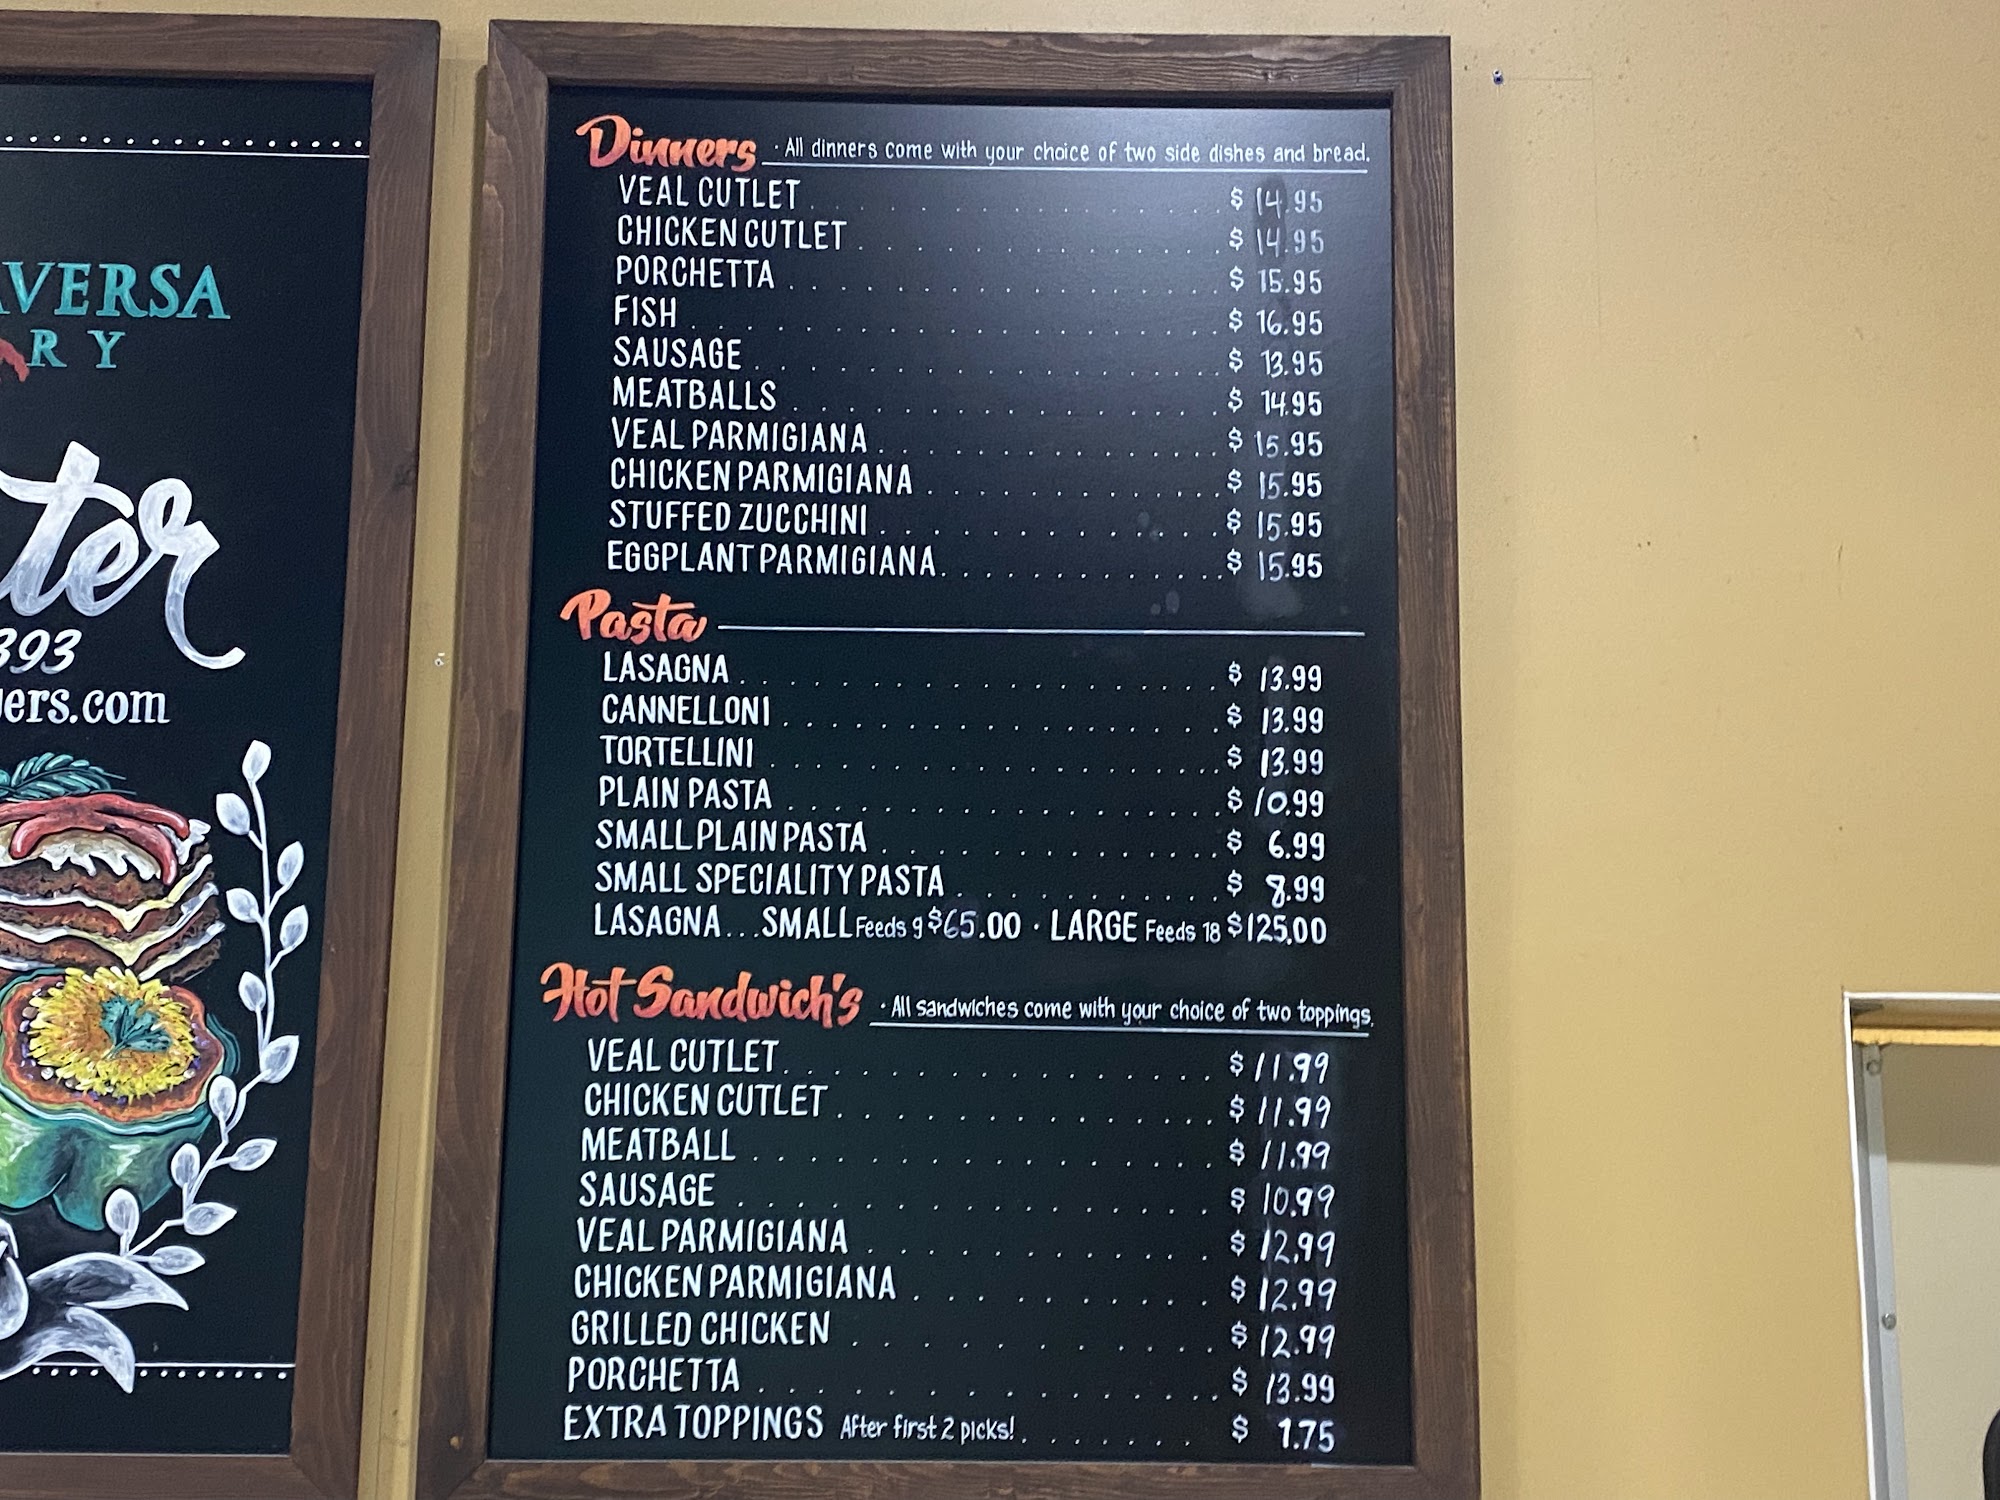 AVERSA
RY
ter
393
ers.com
Dinners · All dinners come with your choice of two side dishes and bread.
VEAL CUTLET $ 14.95
CHICKEN CUTLET $ 14.95
PORCHETTA $ 15.95
FISH $ 16.95
SAUSAGE $ 13.95
MEATBALLS $ 14.95
VEAL PARMIGIANA $ 15.95
CHICKEN PARMIGIANA $ 15.95
STUFFED ZUCCHINI $ 15.95
EGGPLANT PARMIGIANA $ 15.95
Pasta
LASAGNA $ 13.99
CANNELLONI $ 13.99
TORTELLINI $ 13.99
PLAIN PASTA $ 10.99
SMALL PLAIN PASTA $ 6.99
SMALL SPECIALITY PASTA $ 8.99
LASAGNA...SMALL Feeds 9 $65.00 · LARGE Feeds 18 $125.00
Hot Sandwich's · All sandwiches come with your choice of two toppings.
VEAL CUTLET $ 11.99
CHICKEN CUTLET $ 11.99
MEATBALL $ 11.99
SAUSAGE $ 10.99
VEAL PARMIGIANA $ 12.99
CHICKEN PARMIGIANA $ 12.99
GRILLED CHICKEN $ 12.99
PORCHETTA $ 13.99
EXTRA TOPPINGS After first 2 picks! $ 1.75